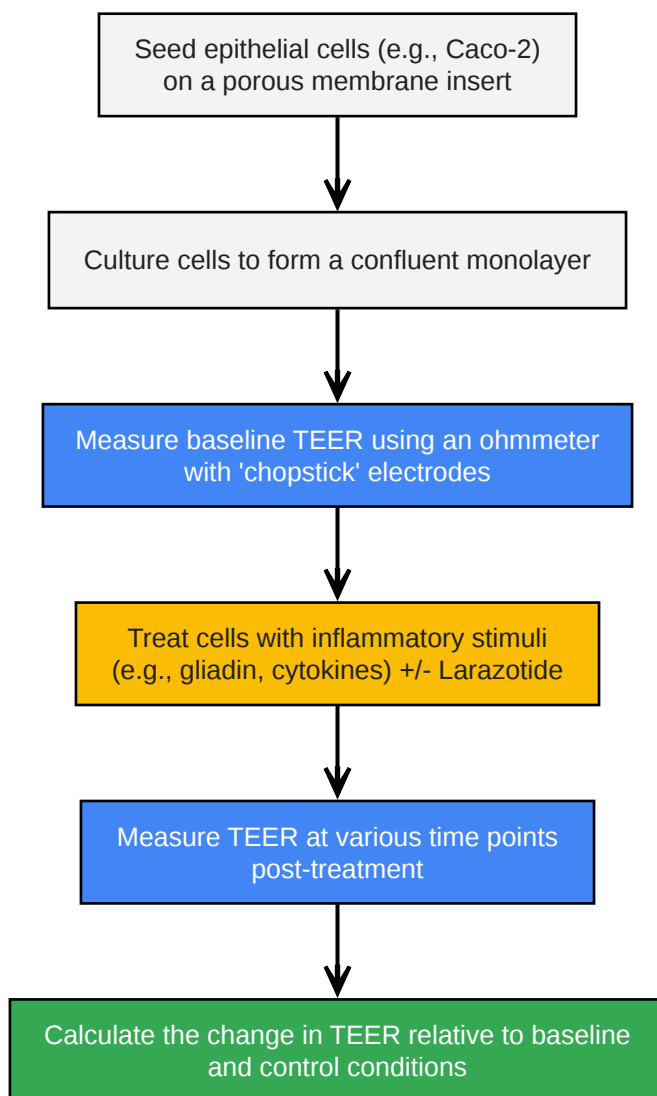 Seed epithelial cells (e.g., Caco-2)
on a porous membrane insert
Culture cells to form a confluent monolayer
Measure baseline TEER using an ohmmeter
with 'chopstick' electrodes
Treat cells with inflammatory stimuli
(e.g., gliadin, cytokines) +/- Larazotide
Measure TEER at various time points
post-treatment
Calculate the change in TEER relative to baseline
and control conditions